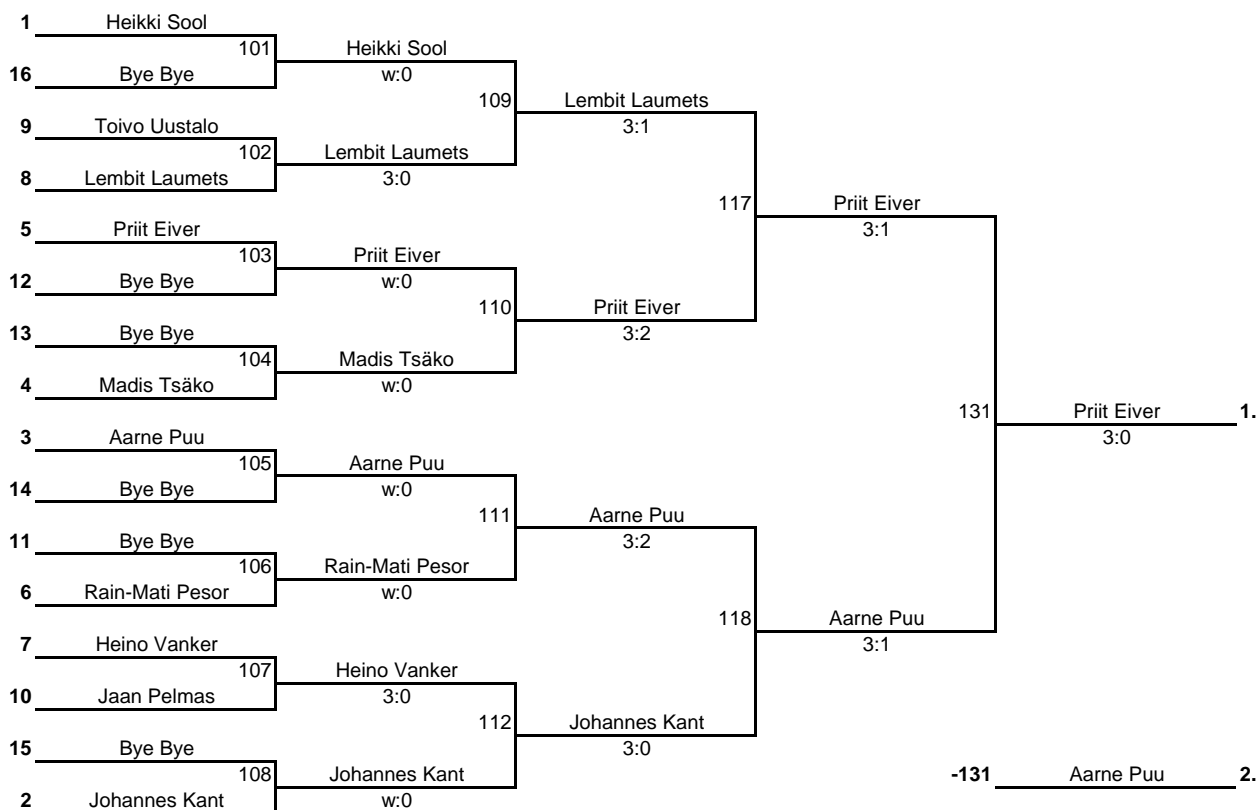 1 Heikki Sool
101 Heikki Sool
16 Bye Bye w:0
109 Lembit Laumets
9 Toivo Uustalo 3:1
102 Lembit Laumets
8 Lembit Laumets 3:0
117 Priit Eiver
5 Priit Eiver 3:1
103 Priit Eiver
12 Bye Bye w:0
110 Priit Eiver
13 Bye Bye 3:2
104 Madis Tsäko
4 Madis Tsäko w:0
131 Priit Eiver 1.
3 Aarne Puu 3:0
105 Aarne Puu
14 Bye Bye w:0
111 Aarne Puu
11 Bye Bye 3:2
106 Rain-Mati Pesor
6 Rain-Mati Pesor w:0
118 Aarne Puu
7 Heino Vanker 3:1
107 Heino Vanker
10 Jaan Pelmas 3:0
112 Johannes Kant
15 Bye Bye 3:0
108 Johannes Kant -131 Aarne Puu 2.
2 Johannes Kant w:0